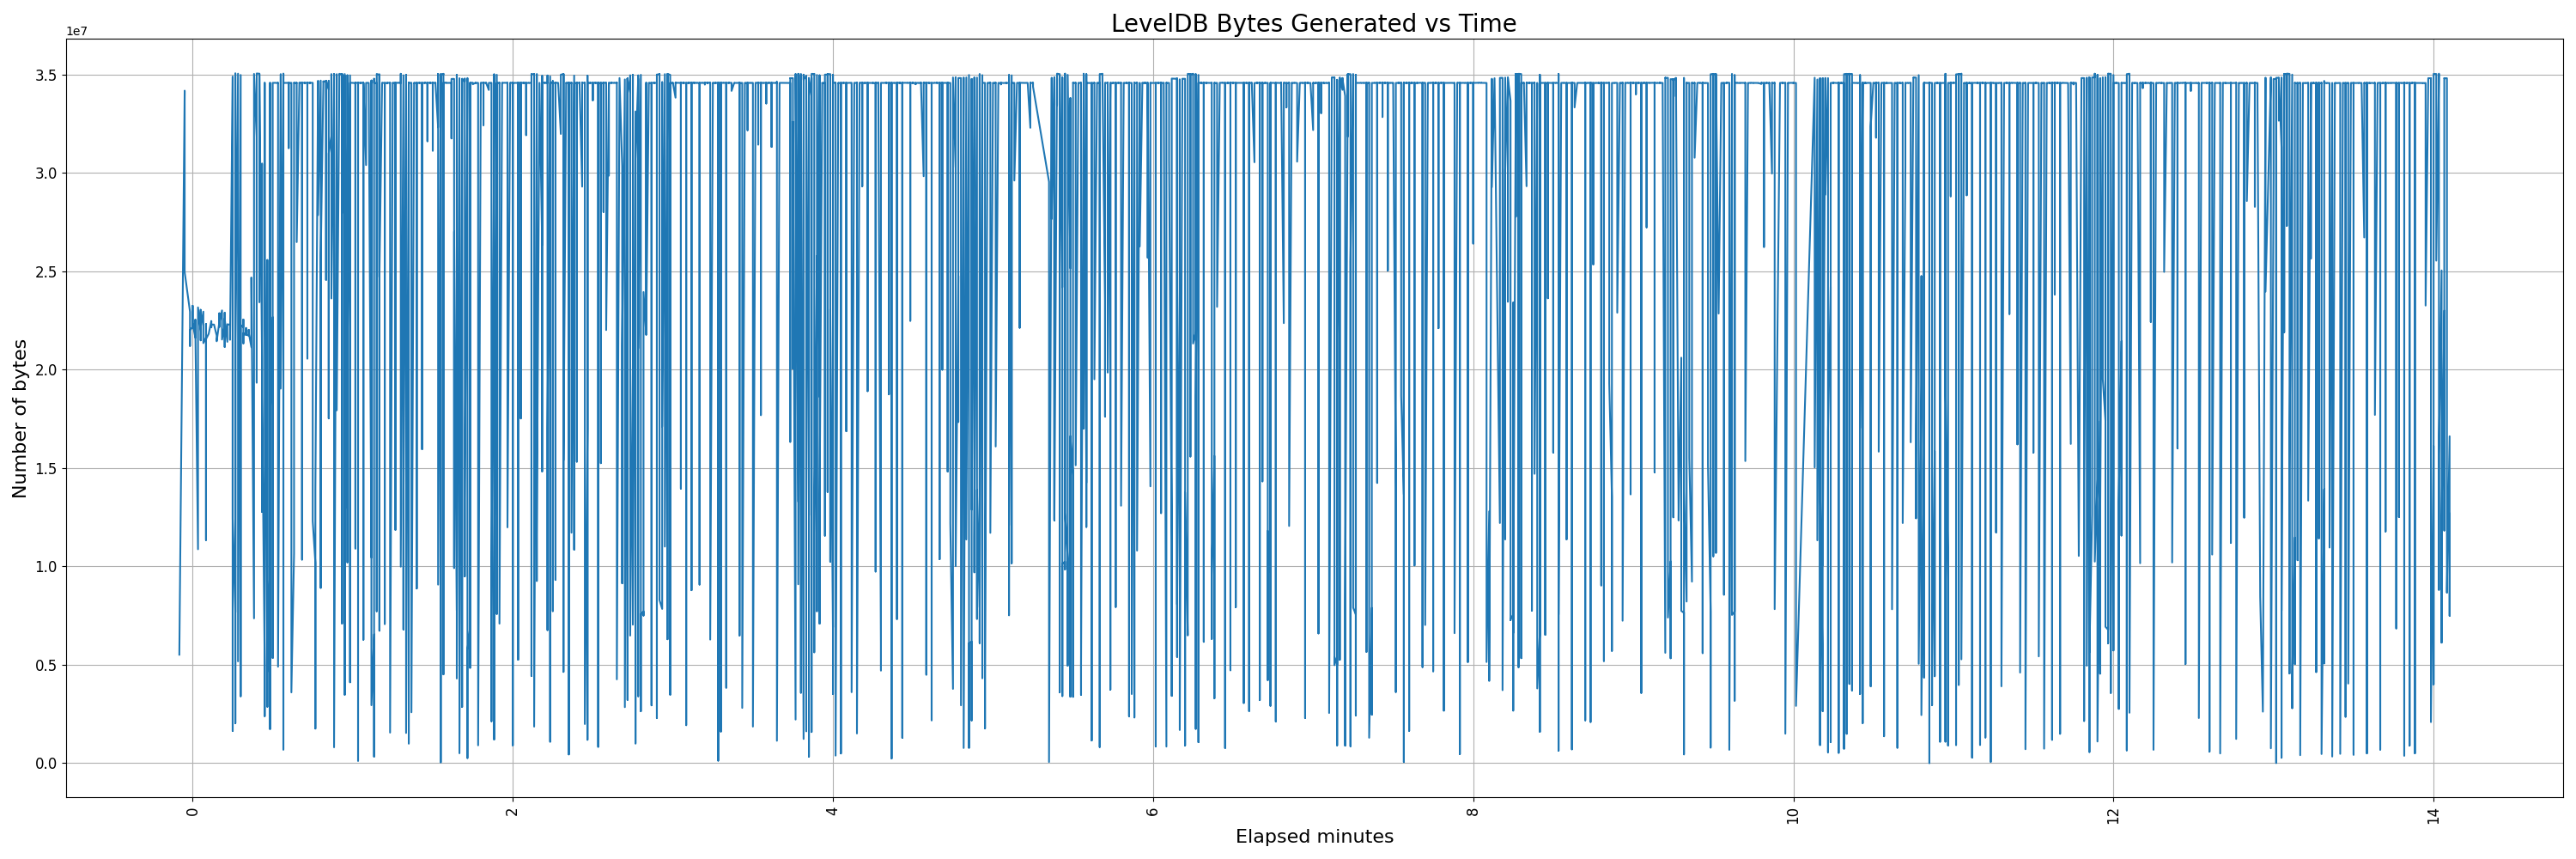 LevelDB Bytes Generated vs Time
1e7
3.5
3.0
2.5
2.0
1.5
1.0
0.5
0.0
Number of bytes
0 2 4 6 8 10 12 14
Elapsed minutes